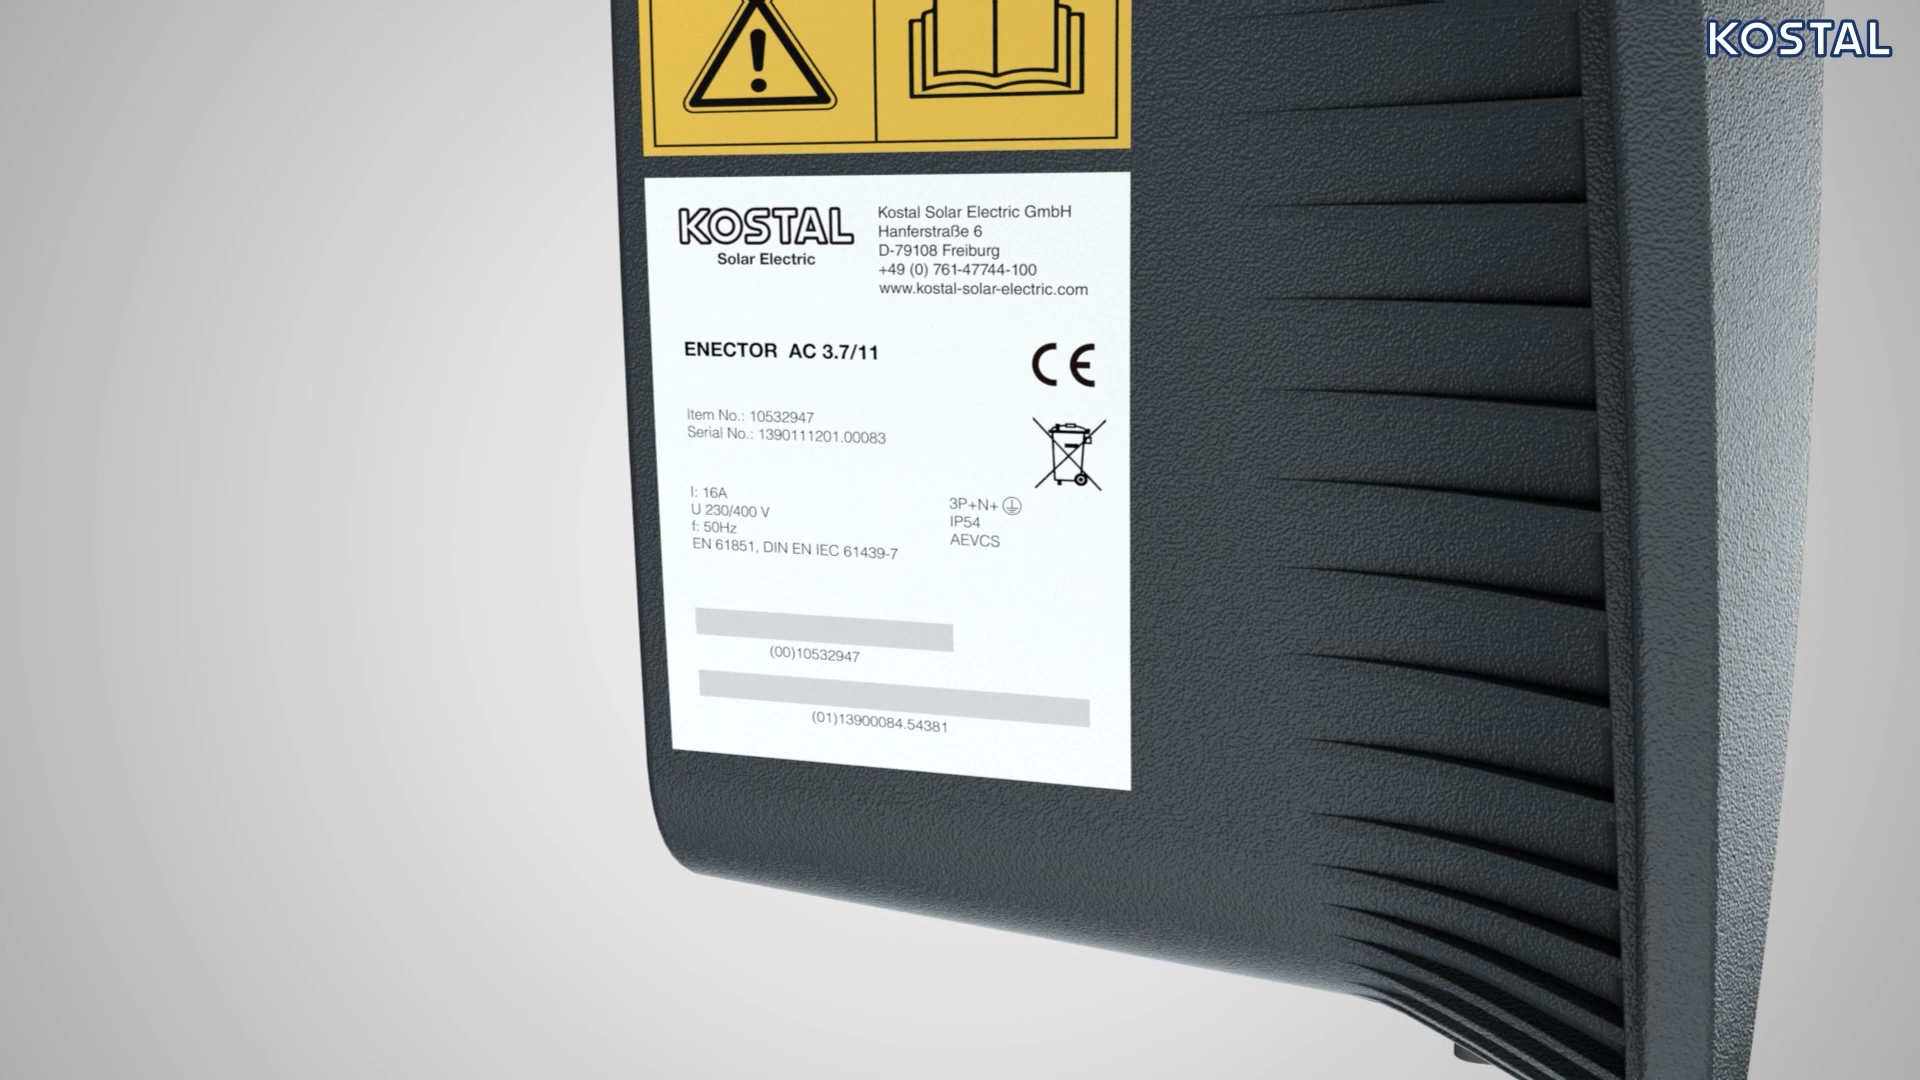 KOSTAL
KOSTAL
Solar Electric
Kostal Solar Electric GmbH
Hanferstraße 6
D-79108 Freiburg
+49 (0) 761-47744-100
www.kostal-solar-electric.com
ENECTOR AC 3.7/11
CE
Item No.: 10532947
Serial No.: 1390111201.00083
I: 16A
U 230/400 V
f: 50Hz
EN 61851, DIN EN IEC 61439-7
3P+N+
IP54
AEVCS
(00)10532947
(01)13900084.54381